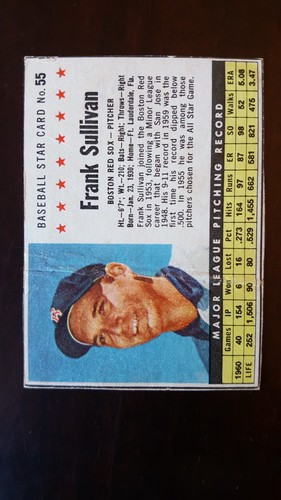 BASEBALL STAR CARD No. 55
Frank Sullivan
BOSTON RED SOX—PITCHER
Ht.-6'7"; Wt.-210; Bats-Right; Throws-Right
Born-Jan. 23, 1930; Home-Ft. Lauderdale, Fla.
Frank Sullivan joined the Boston Red
Sox in 1953, following a Minor League
career that began with San Jose in
1948. His 9-11 record in 1959 was the
first time his record dipped below
.500. In 1955 he was among those
pitchers chosen for the All Star Game.
MAJOR LEAGUE PITCHING RECORD
Games IP Won Lost Pct Hits Runs ER SO Walks ERA
1960 40 154 6 16 .273 164 97 87 98 52 5.08
LIFE 252 1,506 90 80 .529 1,455 662 581 821 475 3.47